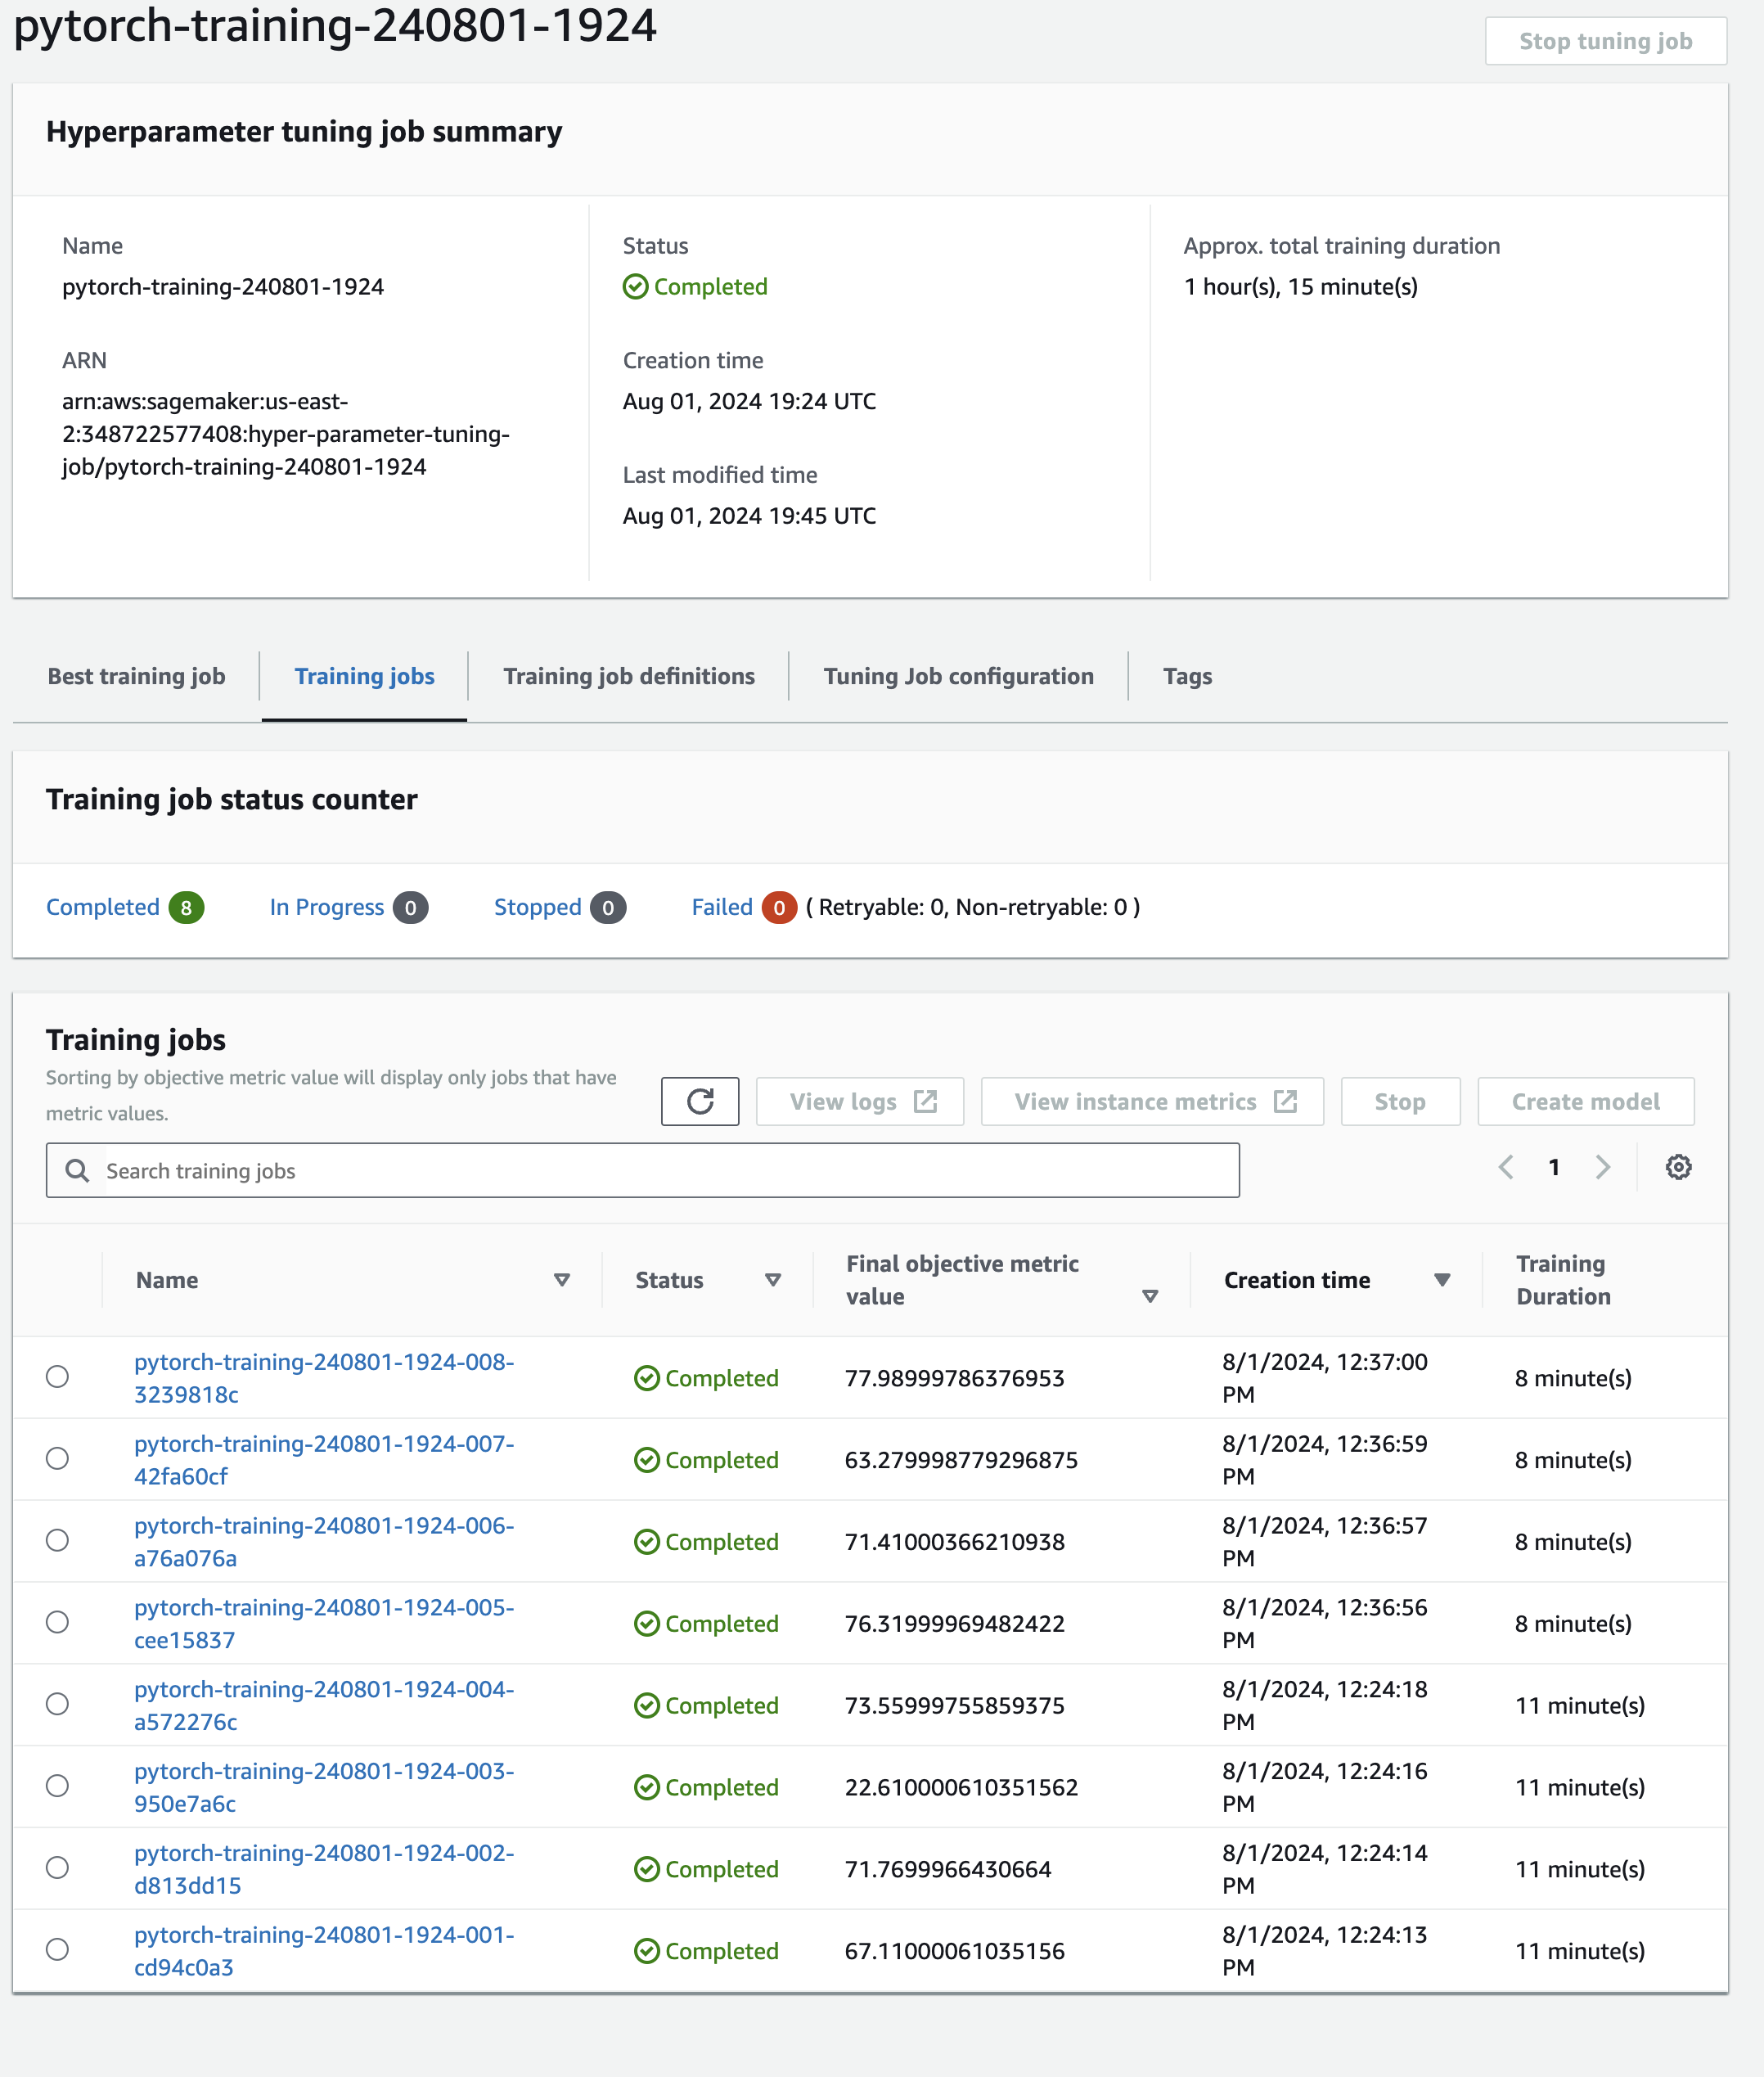 pytorch-training-240801-1924
Stop tuning job
Hyperparameter tuning job summary
Name
pytorch-training-240801-1924
ARN
arn:aws:sagemaker:us-east-
2:348722577408:hyper-parameter-tuning-
job/pytorch-training-240801-1924
Status
Completed
Creation time
Aug 01, 2024 19:24 UTC
Last modified time
Aug 01, 2024 19:45 UTC
Approx. total training duration
1 hour(s), 15 minute(s)
Best training job
Training jobs
Training job definitions
Tuning Job configuration
Tags
Training job status counter
Completed 8
In Progress 0
Stopped 0
Failed 0 ( Retryable: 0, Non-retryable: 0 )
Training jobs
Sorting by objective metric value will display only jobs that have
metric values.
View logs
View instance metrics
Stop
Create model
Search training jobs
1
Name
Status
Final objective metric
value
Creation time
Training
Duration
pytorch-training-240801-1924-008-
3239818c
Completed
77.98999786376953
8/1/2024, 12:37:00
PM
8 minute(s)
pytorch-training-240801-1924-007-
42fa60cf
Completed
63.279998779296875
8/1/2024, 12:36:59
PM
8 minute(s)
pytorch-training-240801-1924-006-
a76a076a
Completed
71.41000366210938
8/1/2024, 12:36:57
PM
8 minute(s)
pytorch-training-240801-1924-005-
cee15837
Completed
76.31999969482422
8/1/2024, 12:36:56
PM
8 minute(s)
pytorch-training-240801-1924-004-
a572276c
Completed
73.55999755859375
8/1/2024, 12:24:18
PM
11 minute(s)
pytorch-training-240801-1924-003-
950e7a6c
Completed
22.610000610351562
8/1/2024, 12:24:16
PM
11 minute(s)
pytorch-training-240801-1924-002-
d813dd15
Completed
71.7699966430664
8/1/2024, 12:24:14
PM
11 minute(s)
pytorch-training-240801-1924-001-
cd94c0a3
Completed
67.11000061035156
8/1/2024, 12:24:13
PM
11 minute(s)